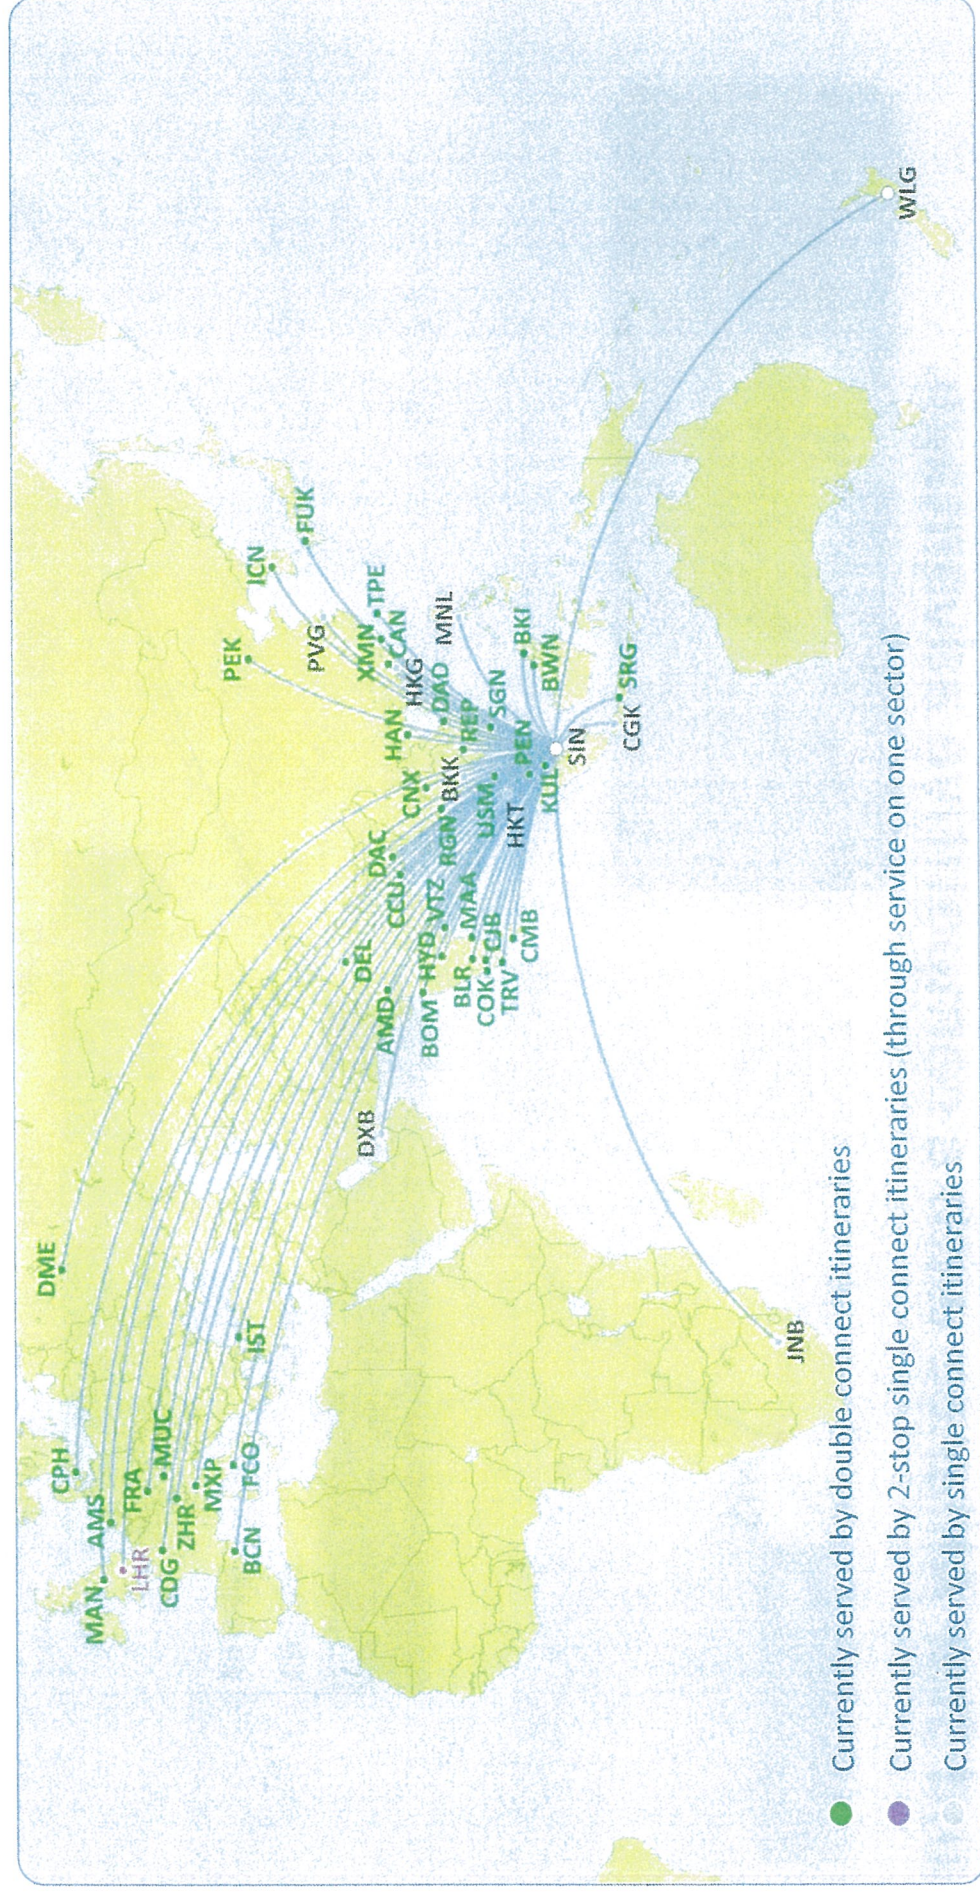 DME
CPH
MAN
AMS
LHR
FRA
CDG
MUC
ZHR
MXP
BCN
FCO
IST
DXB
PEK
ICN
FUK
PVG
TPE
XMN
CAN
HKG
HAN
DAD
MNL
CNX
BKK
REP
SGN
DAC
CCU
RGN
USM
PEN
BKI
BWN
DEL
AMD
BOM
HYD
VTZ
MAA
BLR
COK
CJB
TRV
CMB
HKT
KUL
SIN
CGK
SRG
WLG
JNB
Currently served by double connect itineraries
Currently served by 2-stop single connect itineraries (through service on one sector)
Currently served by single connect itineraries